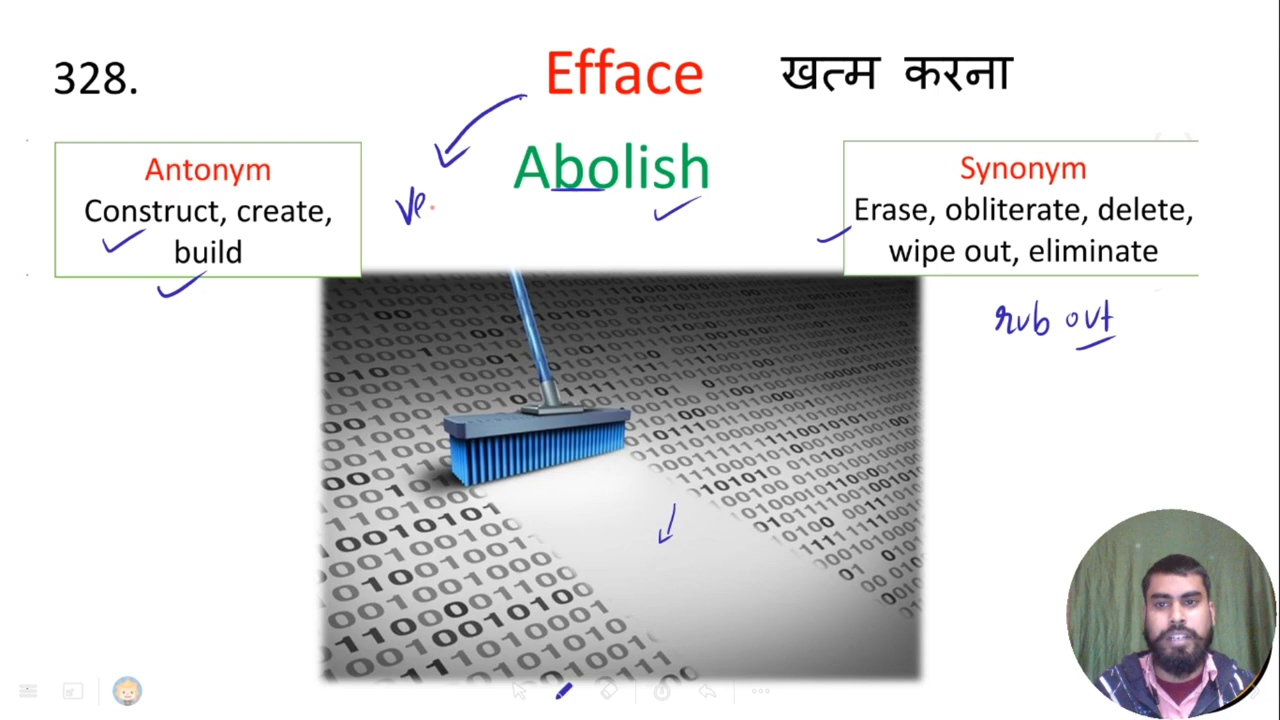 328.
Efface खत्म करना
Abolish
Antonym
Construct, create,
build
Synonym
Erase, obliterate, delete,
wipe out, eliminate
rub out